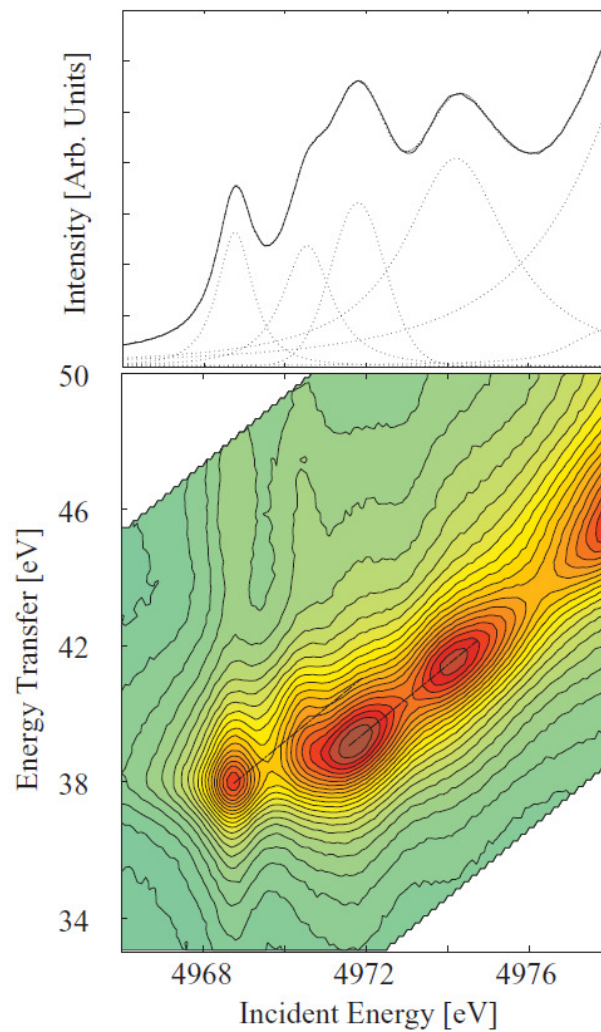 Intensity [Arb. Units]
50
46
42
38
34
Energy Transfer [eV]
4968
4972
4976
Incident Energy [eV]